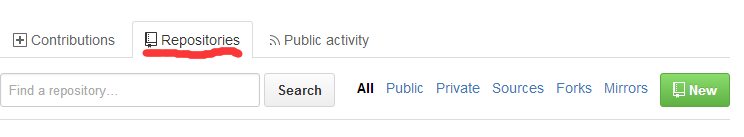 Contributions Repositories Public activity
Find a repository... Search All Public Private Sources Forks Mirrors New